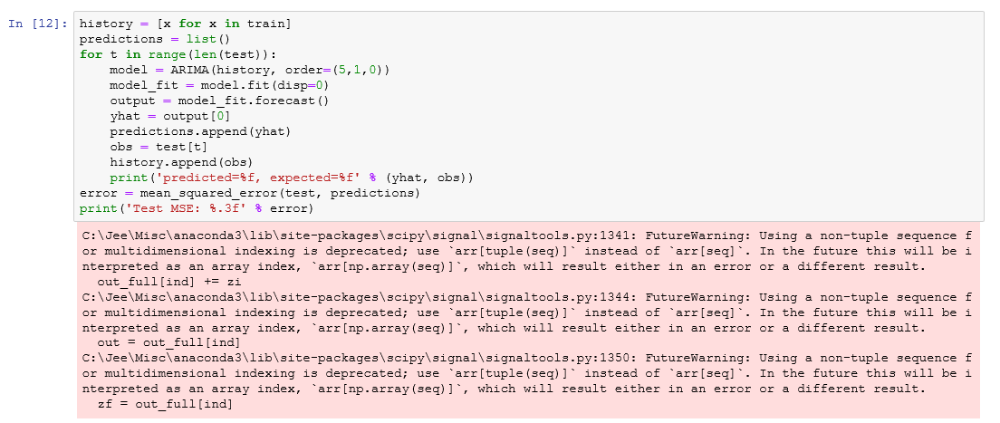 In [12]: history = [x for x in train]
predictions = list()
for t in range(len(test)):
    model = ARIMA(history, order=(5,1,0))
    model_fit = model.fit(disp=0)
    output = model_fit.forecast()
    yhat = output[0]
    predictions.append(yhat)
    obs = test[t]
    history.append(obs)
    print('predicted=%f, expected=%f' % (yhat, obs))
error = mean_squared_error(test, predictions)
print('Test MSE: %.3f' % error)
C:\Jee\Misc\anaconda3\lib\site-packages\scipy\signal\signaltools.py:1341: FutureWarning: Using a non-tuple sequence f
or multidimensional indexing is deprecated; use `arr[tuple(seq)]` instead of `arr[seq]`. In the future this will be i
nterpreted as an array index, `arr[np.array(seq)]`, which will result either in an error or a different result.
  out_full[ind] += zi
C:\Jee\Misc\anaconda3\lib\site-packages\scipy\signal\signaltools.py:1344: FutureWarning: Using a non-tuple sequence f
or multidimensional indexing is deprecated; use `arr[tuple(seq)]` instead of `arr[seq]`. In the future this will be i
nterpreted as an array index, `arr[np.array(seq)]`, which will result either in an error or a different result.
  out = out_full[ind]
C:\Jee\Misc\anaconda3\lib\site-packages\scipy\signal\signaltools.py:1350: FutureWarning: Using a non-tuple sequence f
or multidimensional indexing is deprecated; use `arr[tuple(seq)]` instead of `arr[seq]`. In the future this will be i
nterpreted as an array index, `arr[np.array(seq)]`, which will result either in an error or a different result.
  zf = out_full[ind]